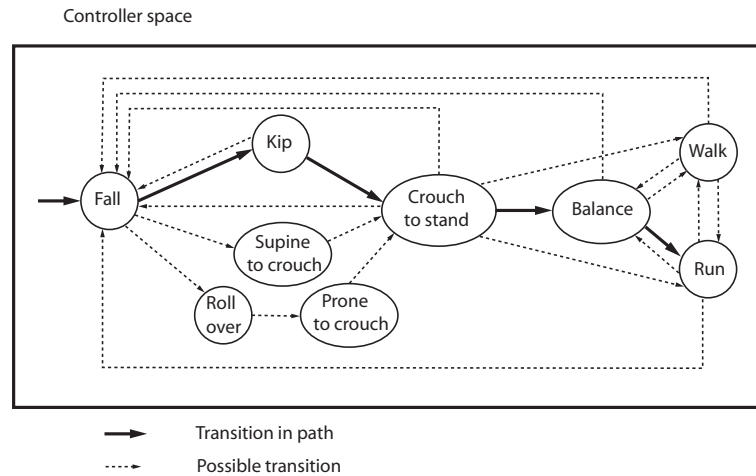 Controller space
Kip
Walk
Fall
Crouch
to stand
Balance
Supine
to crouch
Run
Roll
over
Prone
to crouch
Transition in path
Possible transition